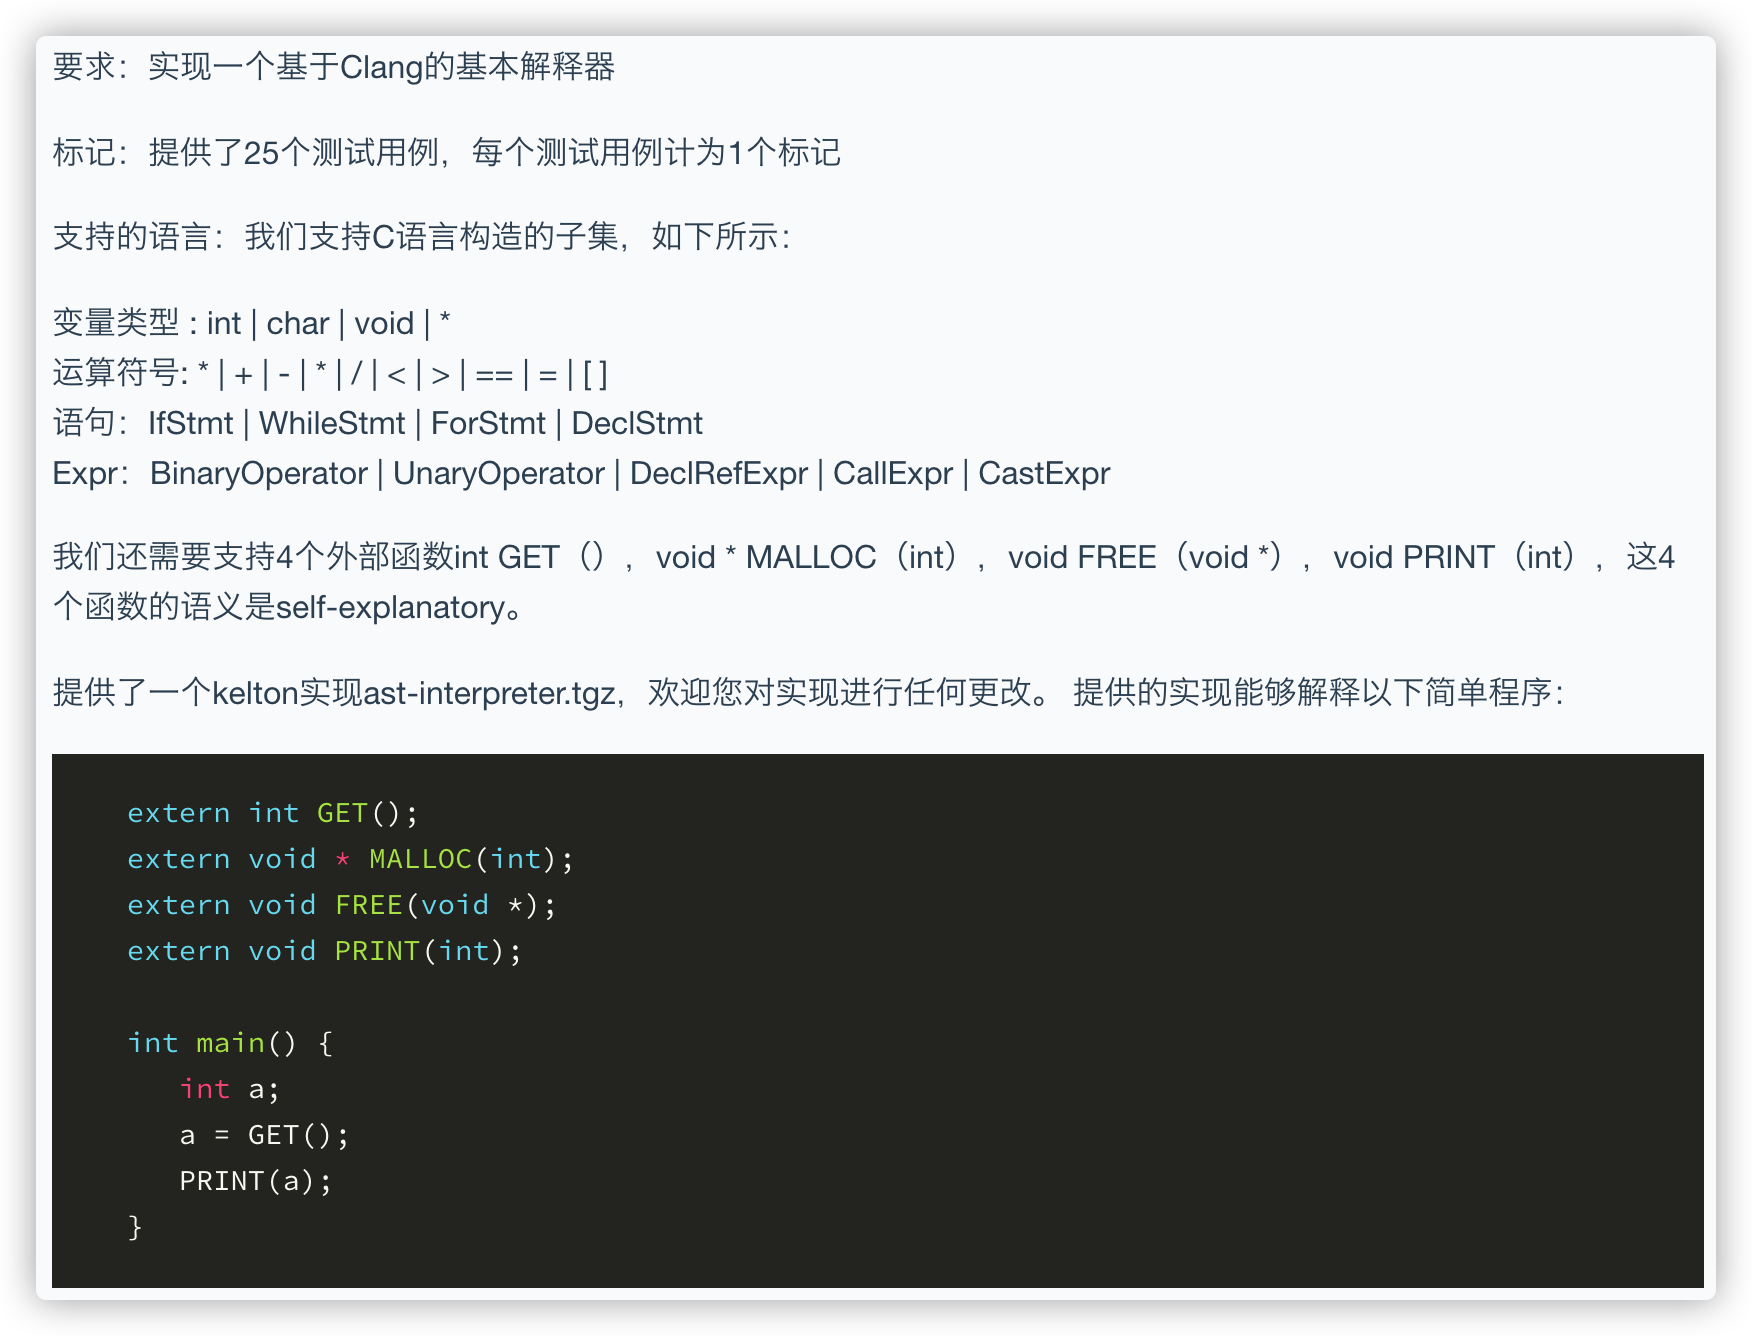 要求：实现一个基于Clang的基本解释器
标记：提供了25个测试用例，每个测试用例计为1个标记
支持的语言：我们支持C语言构造的子集，如下所示：
变量类型 : int | char | void | *
运算符号: * | + | - | * | / | < | > | == | = | [ ]
语句：IfStmt | WhileStmt | ForStmt | DeclStmt
Expr：BinaryOperator | UnaryOperator | DeclRefExpr | CallExpr | CastExpr
我们还需要支持4个外部函数int GET（），void * MALLOC（int），void FREE（void *），void PRINT（int），这4
个函数的语义是self-explanatory。
提供了一个kelton实现ast-interpreter.tgz，欢迎您对实现进行任何更改。 提供的实现能够解释以下简单程序：
extern int GET();
extern void * MALLOC(int);
extern void FREE(void *);
extern void PRINT(int);
int main() {
int a;
a = GET();
PRINT(a);
}